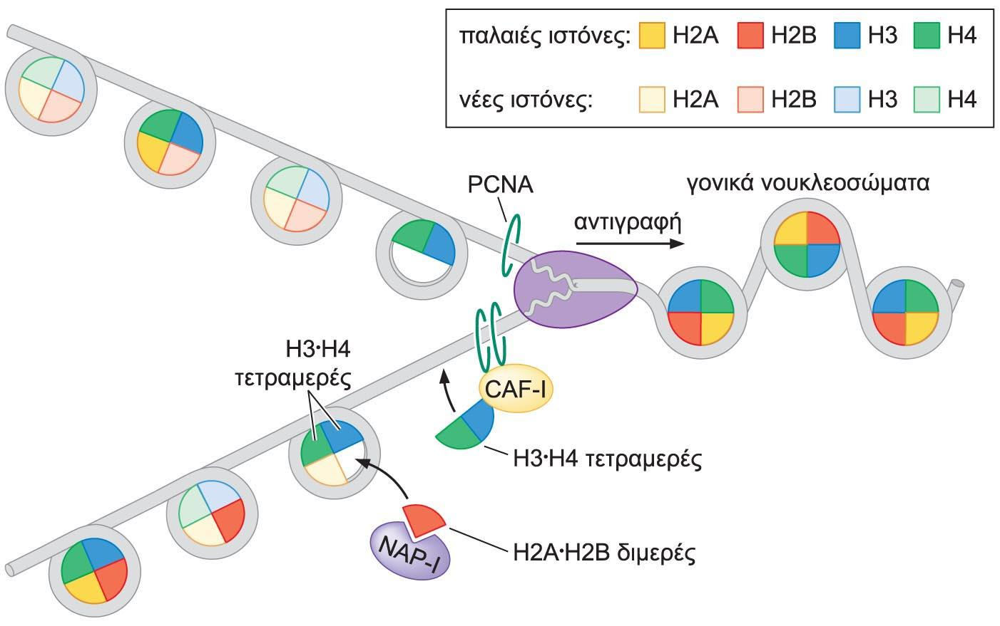 παλαιές ιστόνες: H2A H2B H3 H4
νέες ιστόνες: H2A H2B H3 H4
PCNA
γονικά νουκλεοσώματα
αντιγραφή
H3•H4
τετραμερές
CAF-I
H3•H4 τετραμερές
NAP-I
H2A•H2B διμερές